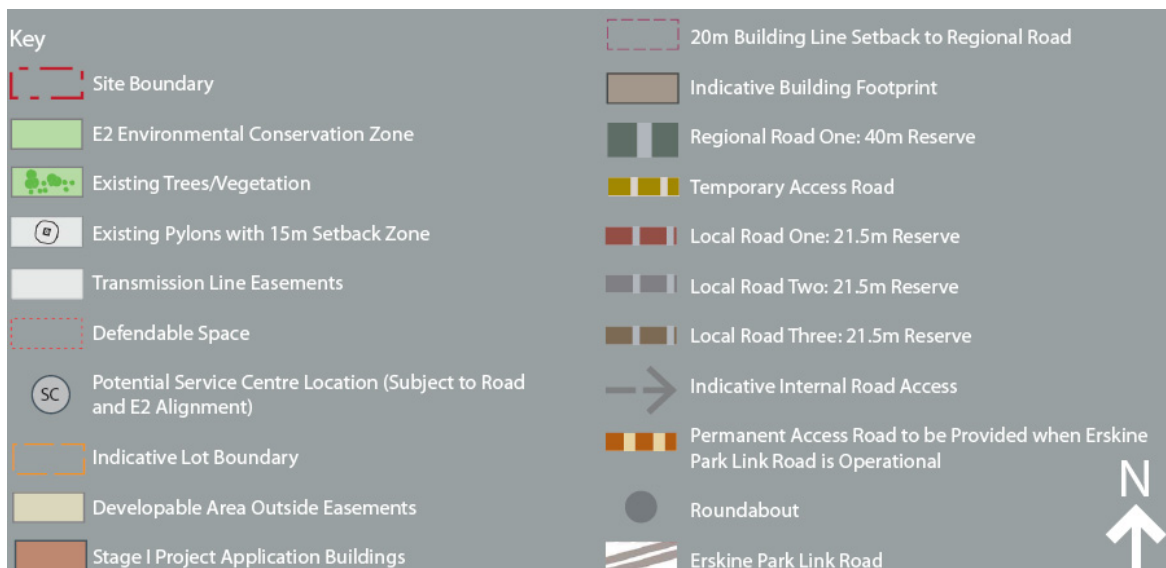 Key
Site Boundary
E2 Environmental Conservation Zone
Existing Trees/Vegetation
Existing Pylons with 15m Setback Zone
Transmission Line Easements
Defendable Space
SC
Potential Service Centre Location (Subject to Road
and E2 Alignment)
Indicative Lot Boundary
Developable Area Outside Easements
Stage I Project Application Buildings
20m Building Line Setback to Regional Road
Indicative Building Footprint
Regional Road One: 40m Reserve
Temporary Access Road
Local Road One: 21.5m Reserve
Local Road Two: 21.5m Reserve
Local Road Three: 21.5m Reserve
Indicative Internal Road Access
Permanent Access Road to be Provided when Erskine
Park Link Road is Operational
Roundabout
Erskine Park Link Road
N